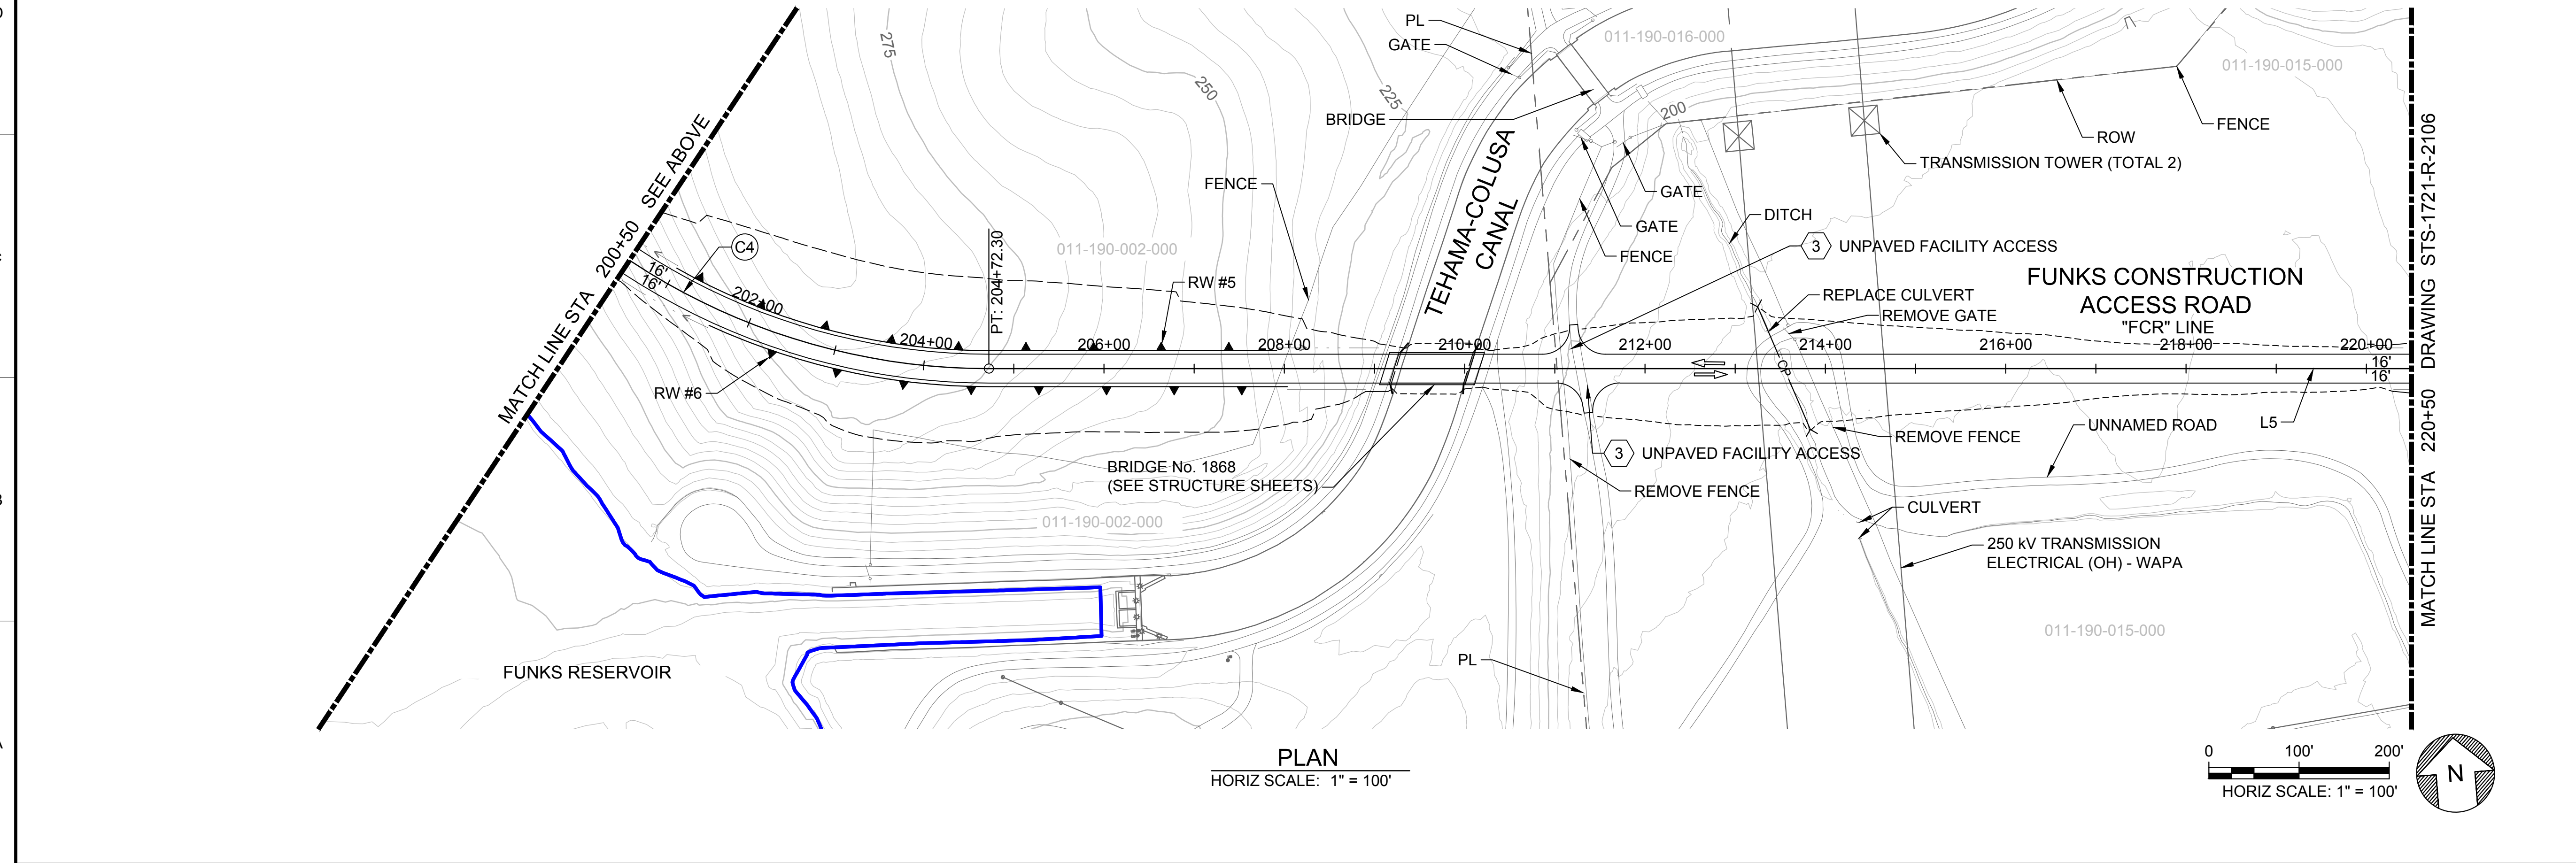 PL
GATE
011-190-016-000
275
250
225
011-190-015-000
BRIDGE
200
ROW
FENCE
TRANSMISSION TOWER (TOTAL 2)
SEE ABOVE
FENCE
TEHAMA-COLUSA
CANAL
GATE
DITCH
GATE
FENCE
200+50
C4
011-190-002-000
PT: 204+72.30
3 UNPAVED FACILITY ACCESS
FUNKS CONSTRUCTION
ACCESS ROAD
"FCR" LINE
16'
16'
RW #5
REPLACE CULVERT
REMOVE GATE
202+00
204+00
206+00
208+00
210+00
212+00
214+00
216+00
218+00
220+00
16'
16'
CP
MATCH LINE STA
RW #6
L5
UNNAMED ROAD
REMOVE FENCE
3 UNPAVED FACILITY ACCESS
BRIDGE No. 1868
(SEE STRUCTURE SHEETS)
REMOVE FENCE
CULVERT
011-190-002-000
250 kV TRANSMISSION
ELECTRICAL (OH) - WAPA
011-190-015-000
PL
FUNKS RESERVOIR
MATCH LINE STA 220+50 DRAWING STS-1721-R-2106
PLAN
HORIZ SCALE: 1" = 100'
0 100' 200'
HORIZ SCALE: 1" = 100'
N